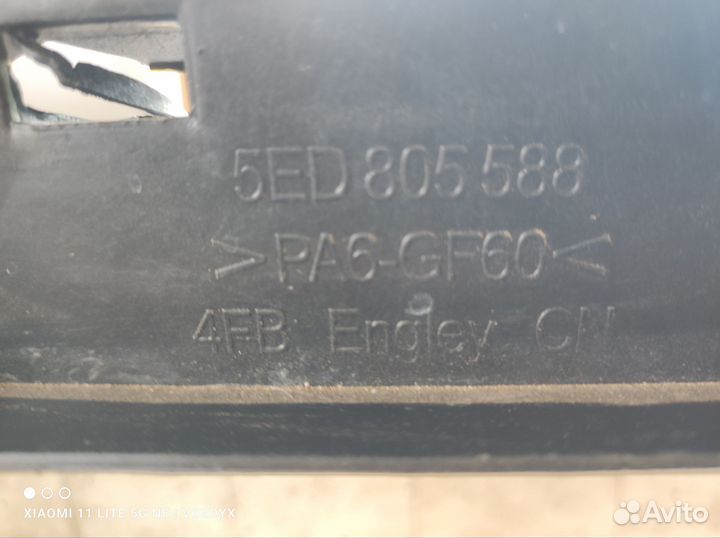 5ED 805 588
>PA6-GF60<
4FB Engley CN
XIAOMI 11 LITE 5G NE
Avito